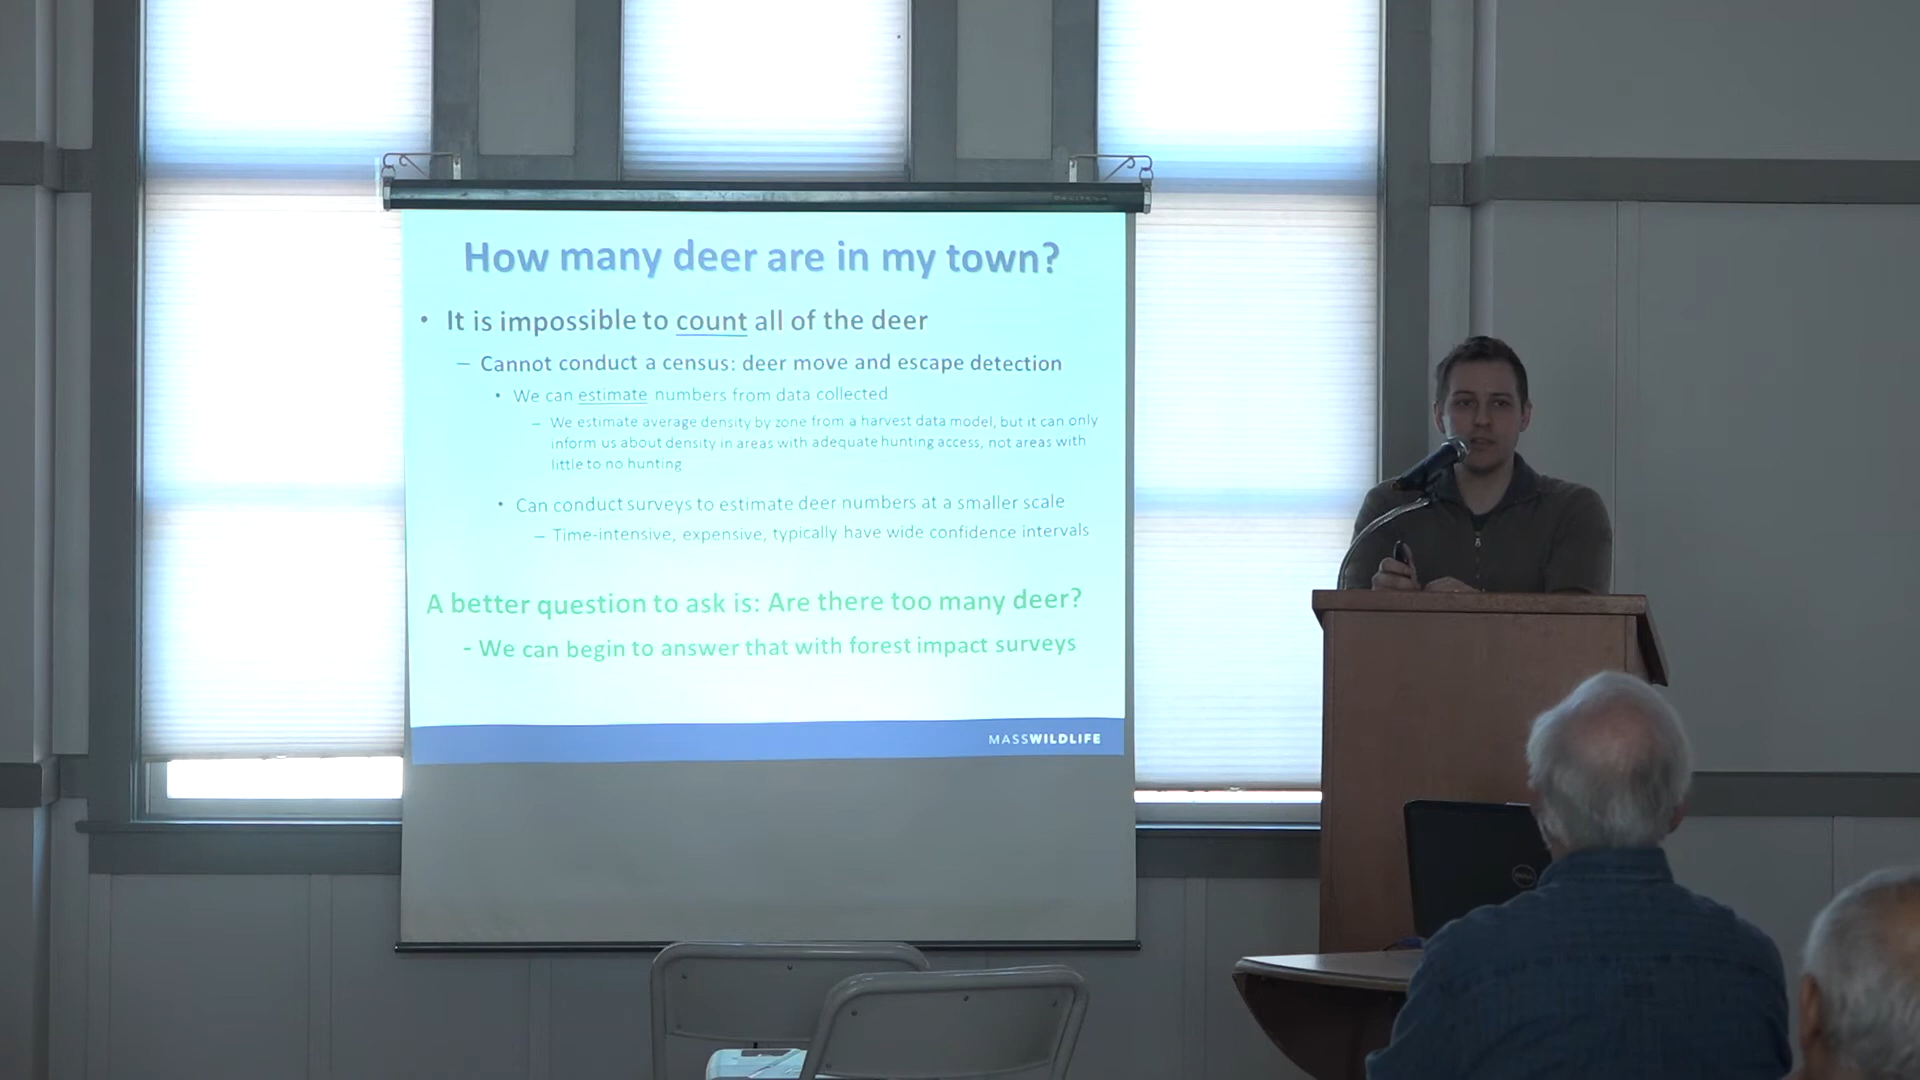 How many deer are in my town?
• It is impossible to count all of the deer
– Cannot conduct a census: deer move and escape detection
• We can estimate numbers from data collected
– We estimate average density by zone from a harvest data model, but it can only
inform us about density in areas with adequate hunting access, not areas with
little to no hunting
• Can conduct surveys to estimate deer numbers at a smaller scale
– Time-intensive, expensive, typically have wide confidence intervals
A better question to ask is: Are there too many deer?
- We can begin to answer that with forest impact surveys
MASSWILDLIFE
DELL